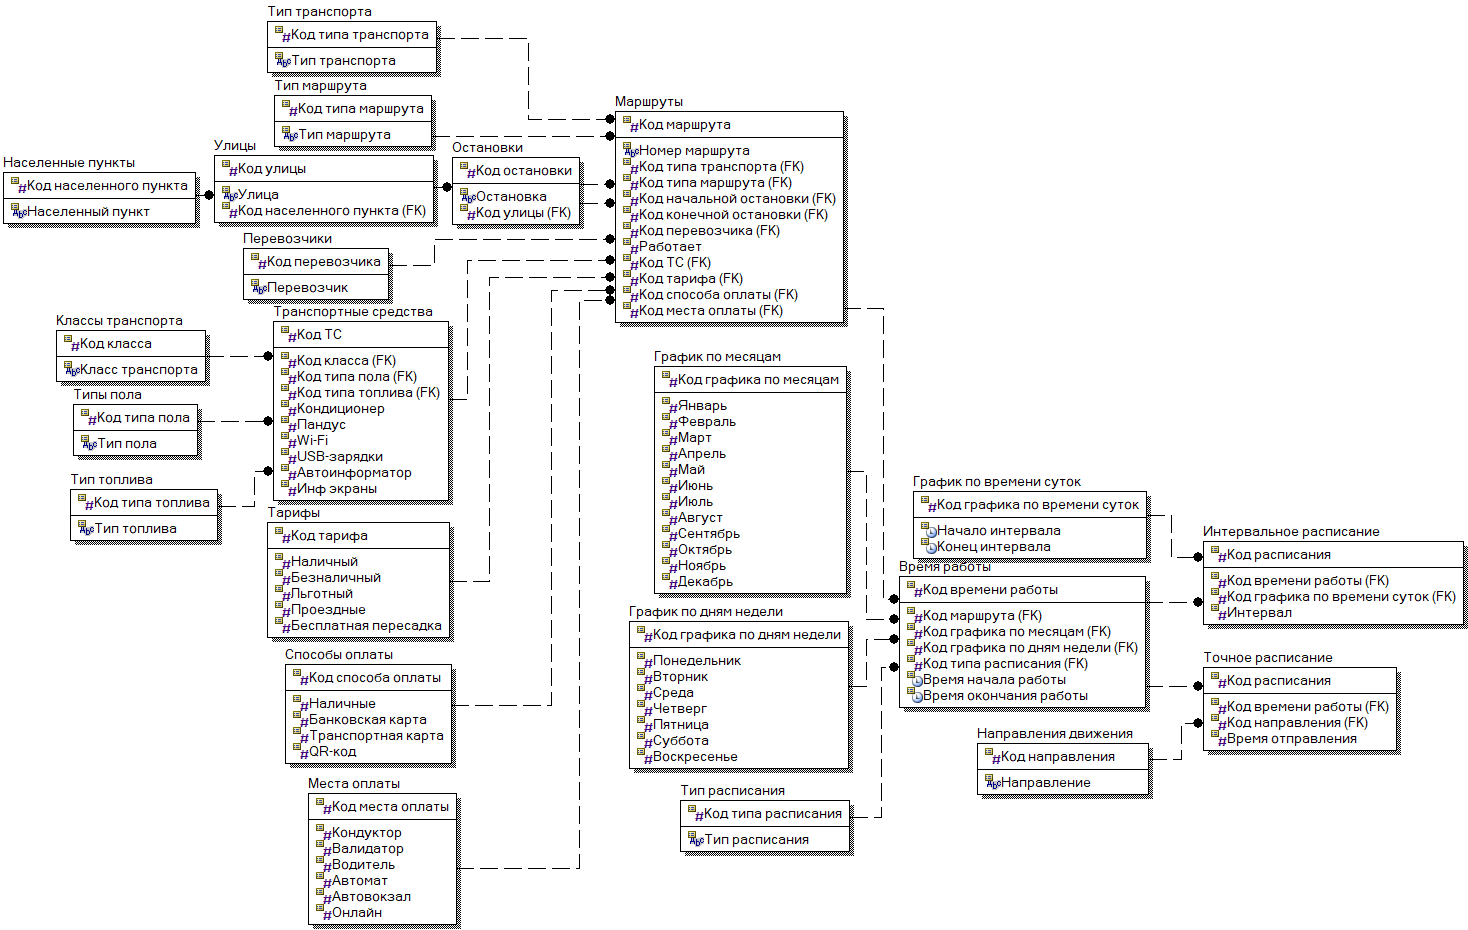 Тип транспорта
#Код типа транспорта
Тип транспорта
Тип маршрута
#Код типа маршрута
Тип маршрута
Населенные пункты
#Код населенного пункта
Населенный пункт
Улицы
#Код улицы
Улица
#Код населенного пункта (FK)
Остановки
#Код остановки
Остановка
#Код улицы (FK)
Маршруты
#Код маршрута
Номер маршрута
#Код типа транспорта (FK)
#Код типа маршрута (FK)
#Код начальной остановки (FK)
#Код конечной остановки (FK)
#Код перевозчика (FK)
#Работает
#Код ТС (FK)
#Код тарифа (FK)
#Код способа оплаты (FK)
#Код места оплаты (FK)
Перевозчики
#Код перевозчика
Перевозчик
Классы транспорта
#Код класса
Класс транспорта
Типы пола
#Код типа пола
Тип пола
Тип топлива
#Код типа топлива
Тип топлива
Транспортные средства
#Код ТС
#Код класса (FK)
#Код типа пола (FK)
#Код типа топлива (FK)
#Кондиционер
#Пандус
#Wi-Fi
#USB-зарядки
#Автоинформатор
#Инф экраны
Тарифы
#Код тарифа
#Наличный
#Безналичный
#Льготный
#Проездные
#Бесплатная пересадка
Способы оплаты
#Код способа оплаты
#Наличные
#Банковская карта
#Транспортная карта
#QR-код
Места оплаты
#Код места оплаты
#Кондуктор
#Валидатор
#Водитель
#Автомат
#Автовокзал
#Онлайн
График по месяцам
#Код графика по месяцам
#Январь
#Февраль
#Март
#Апрель
#Май
#Июнь
#Июль
#Август
#Сентябрь
#Октябрь
#Ноябрь
#Декабрь
График по дням недели
#Код графика по дням недели
#Понедельник
#Вторник
#Среда
#Четверг
#Пятница
#Суббота
#Воскресенье
Тип расписания
#Код типа расписания
Тип расписания
График по времени суток
#Код графика по времени суток
Начало интервала
Конец интервала
Время работы
#Код времени работы
#Код маршрута (FK)
#Код графика по месяцам (FK)
#Код графика по дням недели (FK)
#Код типа расписания (FK)
Время начала работы
Время окончания работы
Направления движения
#Код направления
Направление
Интервальное расписание
#Код расписания
#Код времени работы (FK)
#Код графика по времени суток (FK)
#Интервал
Точное расписание
#Код расписания
#Код времени работы (FK)
#Код направления (FK)
#Время отправления